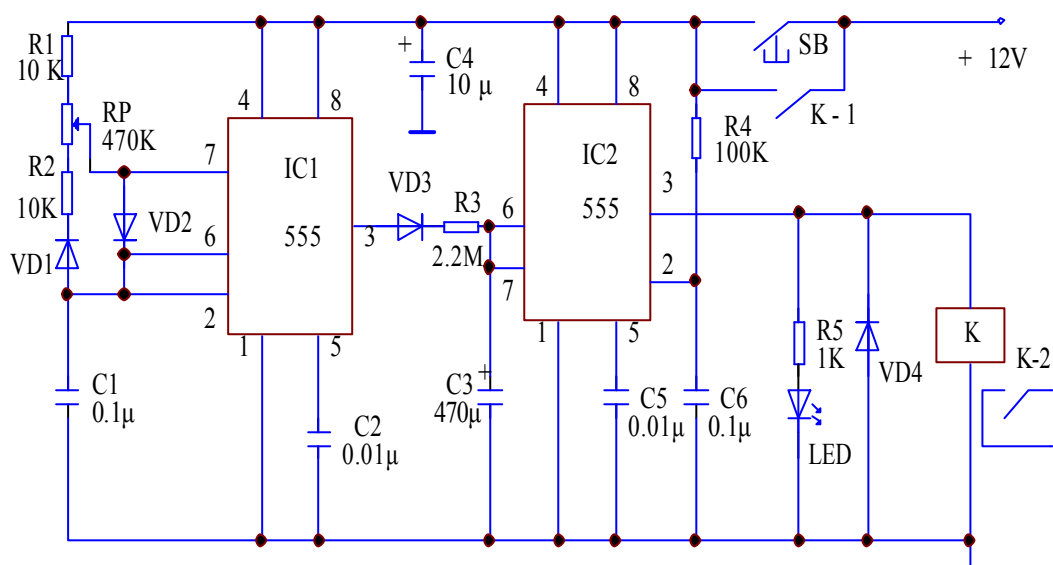 R1
10 K
RP
470K
R2
10K
VD1
VD2
C1
0.1μ
4
8
7
6
2
1
5
3
IC1
555
C2
0.01μ
+
C4
10 μ
VD3
R3
2.2M
+
C3
470μ
4
8
6
7
1
5
3
2
IC2
555
C5
0.01μ
C6
0.1μ
R4
100K
SB
K - 1
+ 12V
R5
1K
LED
VD4
K
K-2